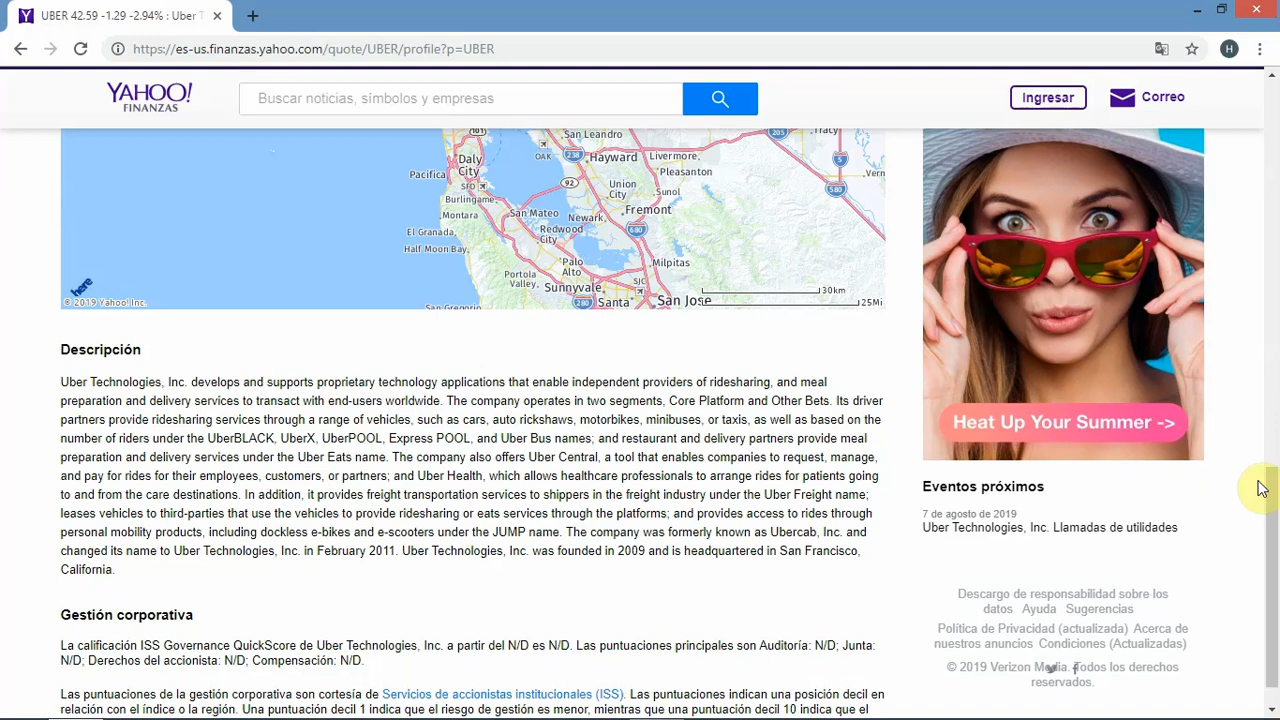 UBER 42.59 -1.29 -2.94% : Uber T
https://es-us.finanzas.yahoo.com/quote/UBER/profile?p=UBER
H
YAHOO!
FINANZAS
Buscar noticias, símbolos y empresas
Ingresar
Correo
101
San Leandro
205
Tracy
OAK
238
Hayward
Livermore
5
Daly
City
Pleasanton
Vern
Pacifica
SFO
92
Union
City
Sunol
580
Burlingame
San Mateo
Newark
Fremont
Montara
Redwood
City
680
El Granada
Half Moon Bay
Palo
Alto
Milpitas
Portola
Valley
SJC
Sunnyvale
30km
here
© 2019 Yahoo! Inc.
280
Santa
San Jose
25Mi
San Gregorio
Heat Up Your Summer ->
Descripción
Uber Technologies, Inc. develops and supports proprietary technology applications that enable independent providers of ridesharing, and meal
preparation and delivery services to transact with end-users worldwide. The company operates in two segments, Core Platform and Other Bets. Its driver
partners provide ridesharing services through a range of vehicles, such as cars, auto rickshaws, motorbikes, minibuses, or taxis, as well as based on the
number of riders under the UberBLACK, UberX, UberPOOL, Express POOL, and Uber Bus names; and restaurant and delivery partners provide meal
preparation and delivery services under the Uber Eats name. The company also offers Uber Central, a tool that enables companies to request, manage,
and pay for rides for their employees, customers, or partners; and Uber Health, which allows healthcare professionals to arrange rides for patients going
to and from the care destinations. In addition, it provides freight transportation services to shippers in the freight industry under the Uber Freight name;
leases vehicles to third-parties that use the vehicles to provide ridesharing or eats services through the platforms; and provides access to rides through
personal mobility products, including dockless e-bikes and e-scooters under the JUMP name. The company was formerly known as Ubercab, Inc. and
changed its name to Uber Technologies, Inc. in February 2011. Uber Technologies, Inc. was founded in 2009 and is headquartered in San Francisco,
California.
Gestión corporativa
La calificación ISS Governance QuickScore de Uber Technologies, Inc. a partir del N/D es N/D. Las puntuaciones principales son Auditoría: N/D; Junta:
N/D; Derechos del accionista: N/D; Compensación: N/D.
Las puntuaciones de la gestión corporativa son cortesía de Servicios de accionistas institucionales (ISS). Las puntuaciones indican una posición decil en
relación con el índice o la región. Una puntuación decil 1 indica que el riesgo de gestión es menor, mientras que una puntuación decil 10 indica que el
Eventos próximos
7 de agosto de 2019
Uber Technologies, Inc. Llamadas de utilidades
Descargo de responsabilidad sobre los
datos Ayuda Sugerencias
Política de Privacidad (actualizada) Acerca de
nuestros anuncios Condiciones (Actualizadas)
© 2019 Verizon Media. Todos los derechos
reservados.